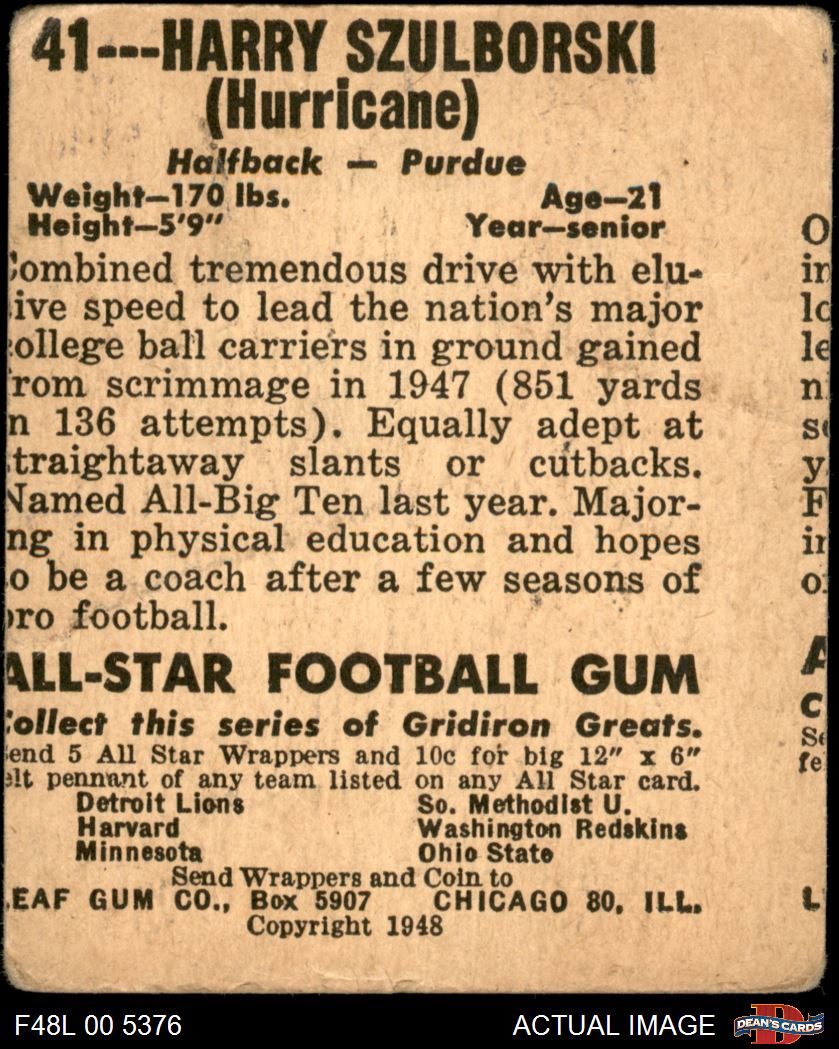 41---HARRY SZULBORSKI
(Hurricane)
Halfback — Purdue
Weight—170 lbs. Age—21
Height—5'9" Year—senior
ombined tremendous drive with elu-
ive speed to lead the nation's major
ollege ball carriers in ground gained
rom scrimmage in 1947 (851 yards
n 136 attempts). Equally adept at
traightaway slants or cutbacks.
Named All-Big Ten last year. Major-
ng in physical education and hopes
o be a coach after a few seasons of
pro football.
ALL-STAR FOOTBALL GUM
Collect this series of Gridiron Greats.
end 5 All Star Wrappers and 10c for big 12" x 6"
elt pennant of any team listed on any All Star card.
Detroit Lions So. Methodist U.
Harvard Washington Redskins
Minnesota Ohio State
Send Wrappers and Coin to
LEAF GUM CO., Box 5907 CHICAGO 80, ILL.
Copyright 1948
F48L 00 5376 ACTUAL IMAGE DEAN'S CARDS